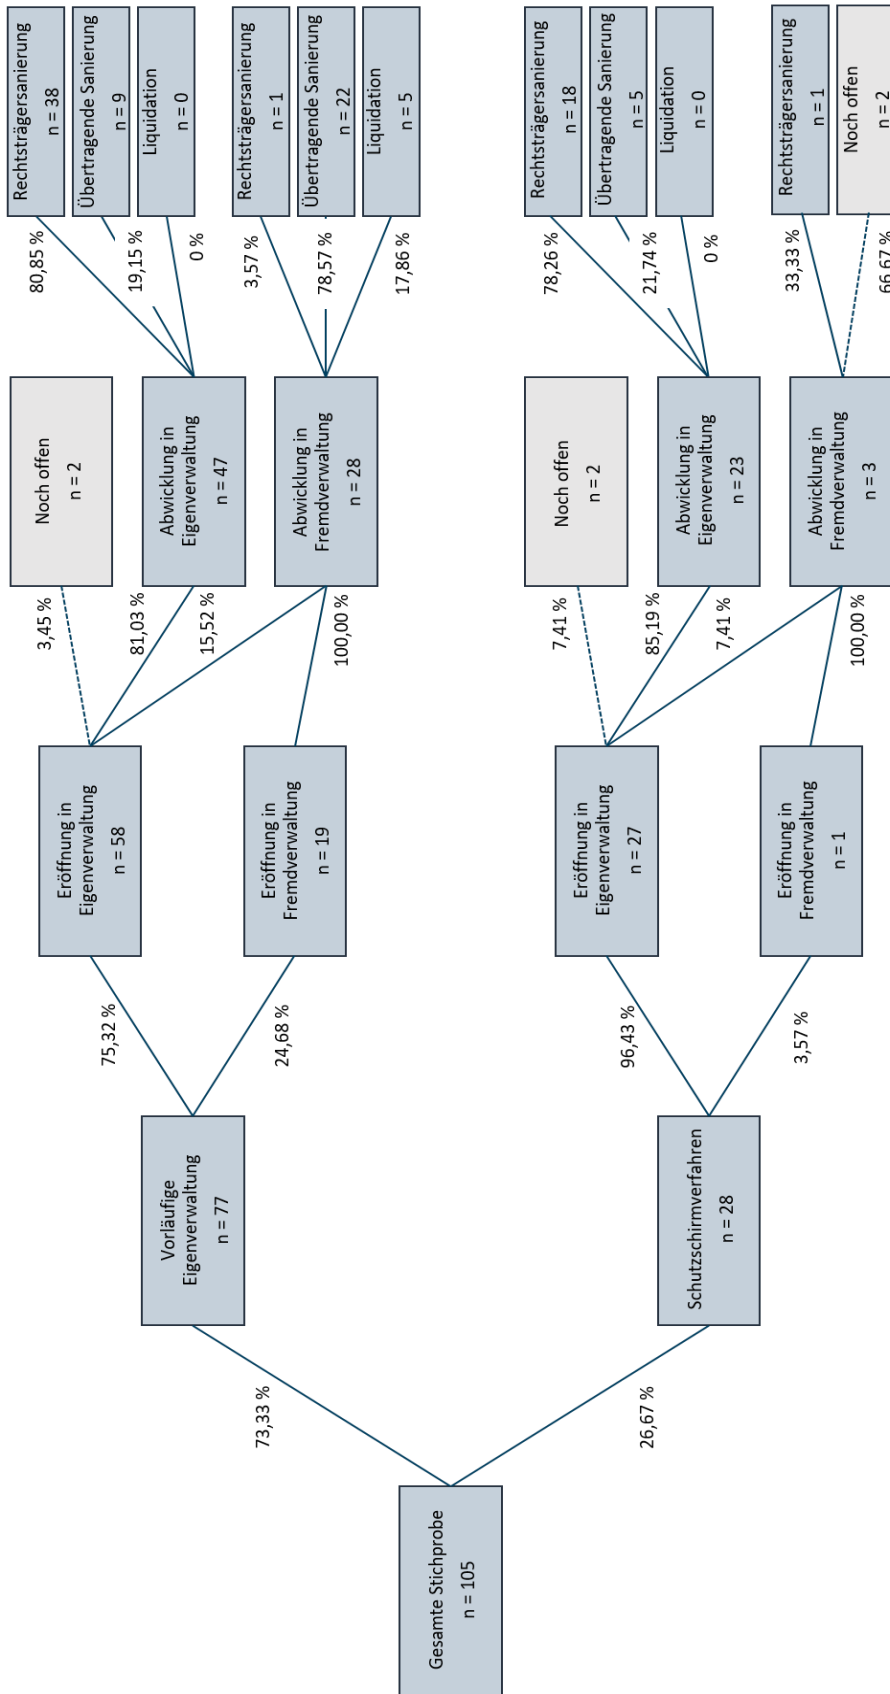 Gesamte Stichprobe
n = 105
73,33 %
26,67 %
Vorläufige
Eigenverwaltung
n = 77
Schutzschirmverfahren
n = 28
75,32 %
24,68 %
96,43 %
3,57 %
Eröffnung in
Eigenverwaltung
n = 58
Eröffnung in
Fremdverwaltung
n = 19
Eröffnung in
Eigenverwaltung
n = 27
Eröffnung in
Fremdverwaltung
n = 1
3,45 %
81,03 %
15,52 %
100,00 %
7,41 %
85,19 %
7,41 %
100,00 %
Noch offen
n = 2
Abwicklung in
Eigenverwaltung
n = 47
Abwicklung in
Fremdverwaltung
n = 28
Noch offen
n = 2
Abwicklung in
Eigenverwaltung
n = 23
Abwicklung in
Fremdverwaltung
n = 3
80,85 %
19,15 %
0 %
3,57 %
78,57 %
17,86 %
78,26 %
21,74 %
0 %
33,33 %
66,67 %
Rechtsträgersanierung
n = 38
Übertragende Sanierung
n = 9
Liquidation
n = 0
Rechtsträgersanierung
n = 1
Übertragende Sanierung
n = 22
Liquidation
n = 5
Rechtsträgersanierung
n = 18
Übertragende Sanierung
n = 5
Liquidation
n = 0
Rechtsträgersanierung
n = 1
Noch offen
n = 2